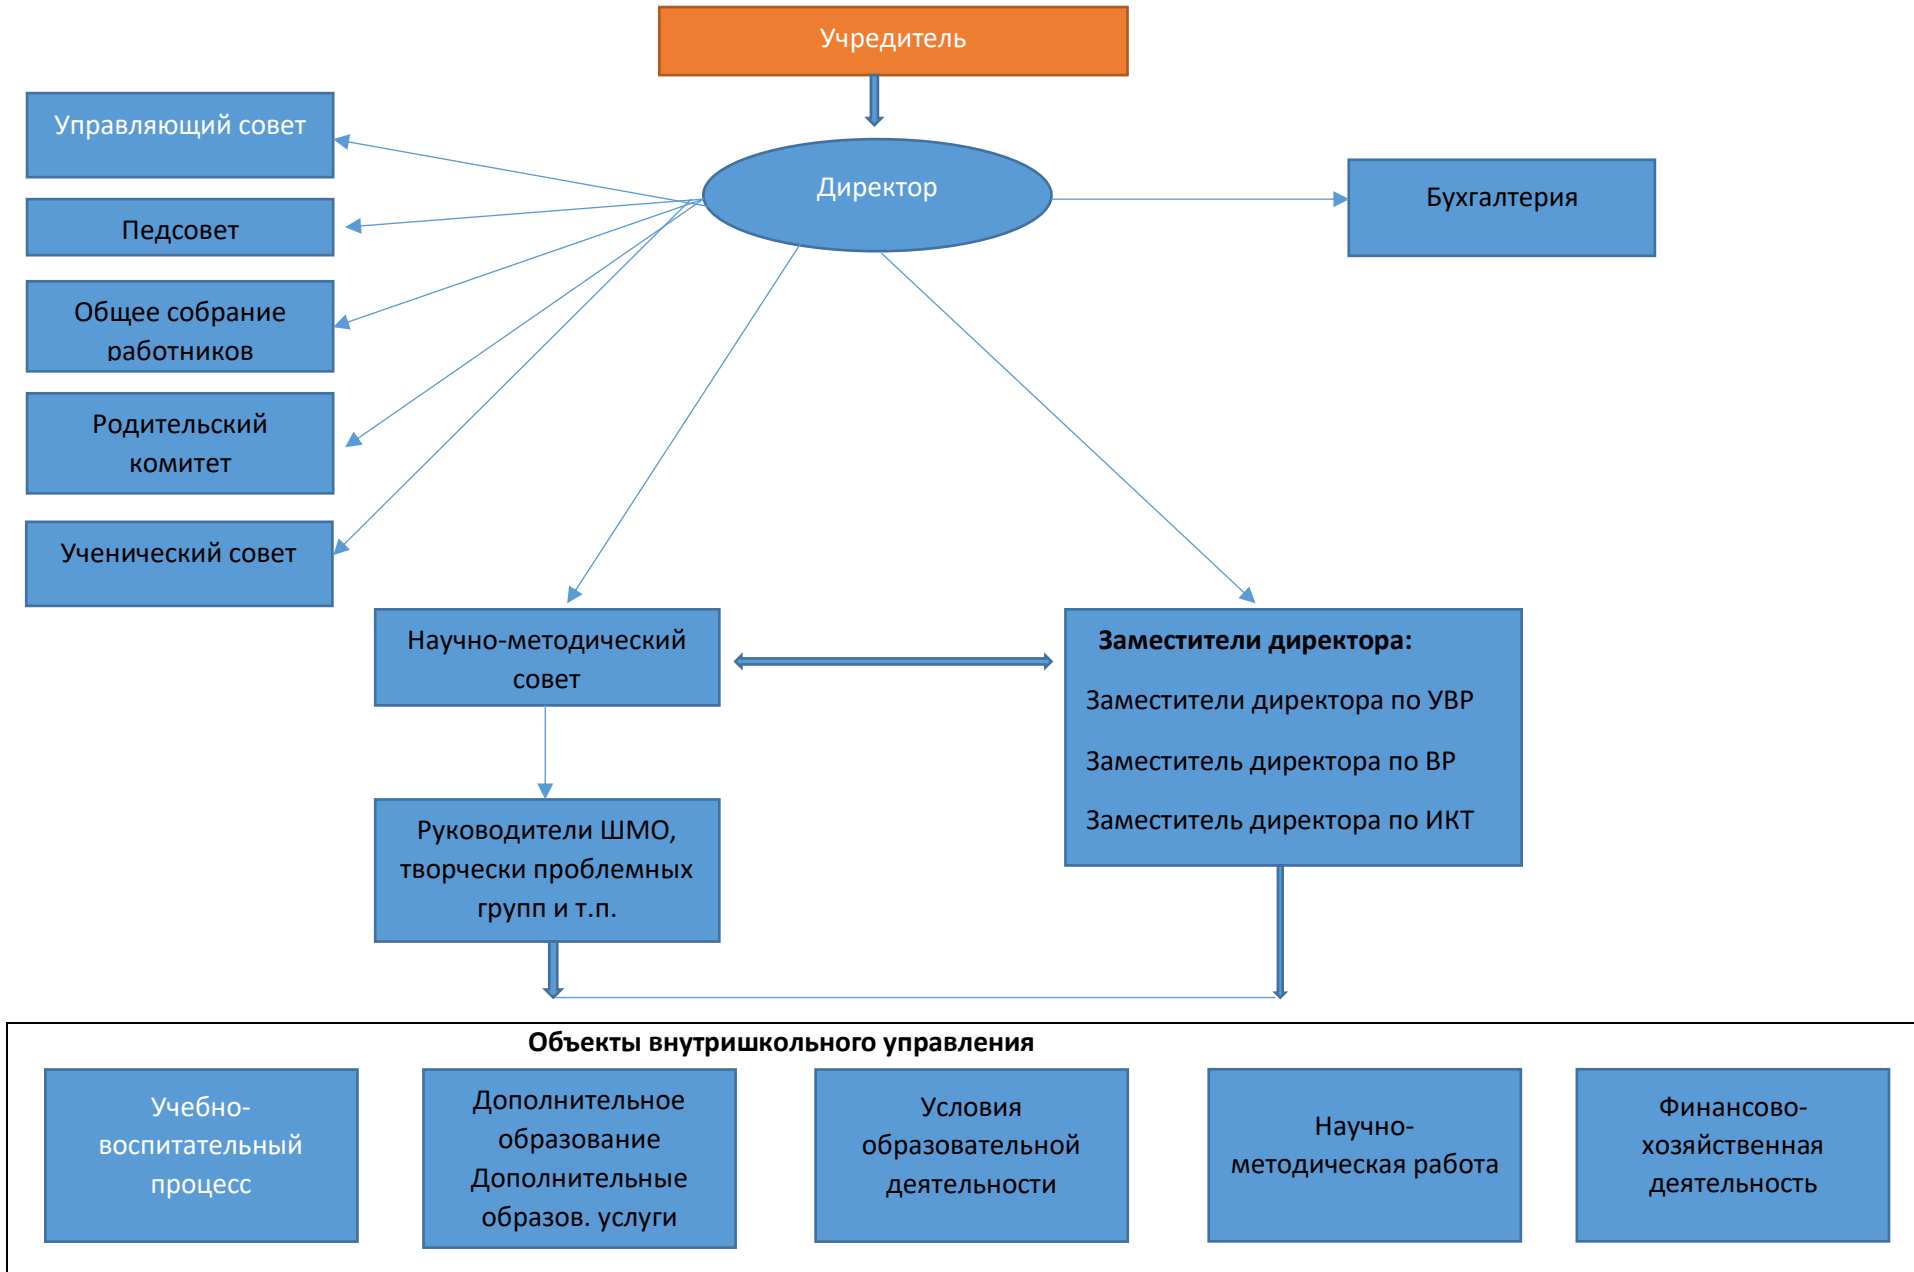 Учредитель
Управляющий совет
Директор
Бухгалтерия
Педсовет
Общее собрание
работников
Родительский
комитет
Ученический совет
Научно-методический
совет
Заместители директора:
Заместители директора по УВР
Заместитель директора по ВР
Заместитель директора по ИКТ
Руководители ШМО,
творчески проблемных
групп и т.п.
Объекты внутришкольного управления
Учебно-
воспитательный
процесс
Дополнительное
образование
Дополнительные
образов. услуги
Условия
образовательной
деятельности
Научно-
методическая работа
Финансово-
хозяйственная
деятельность